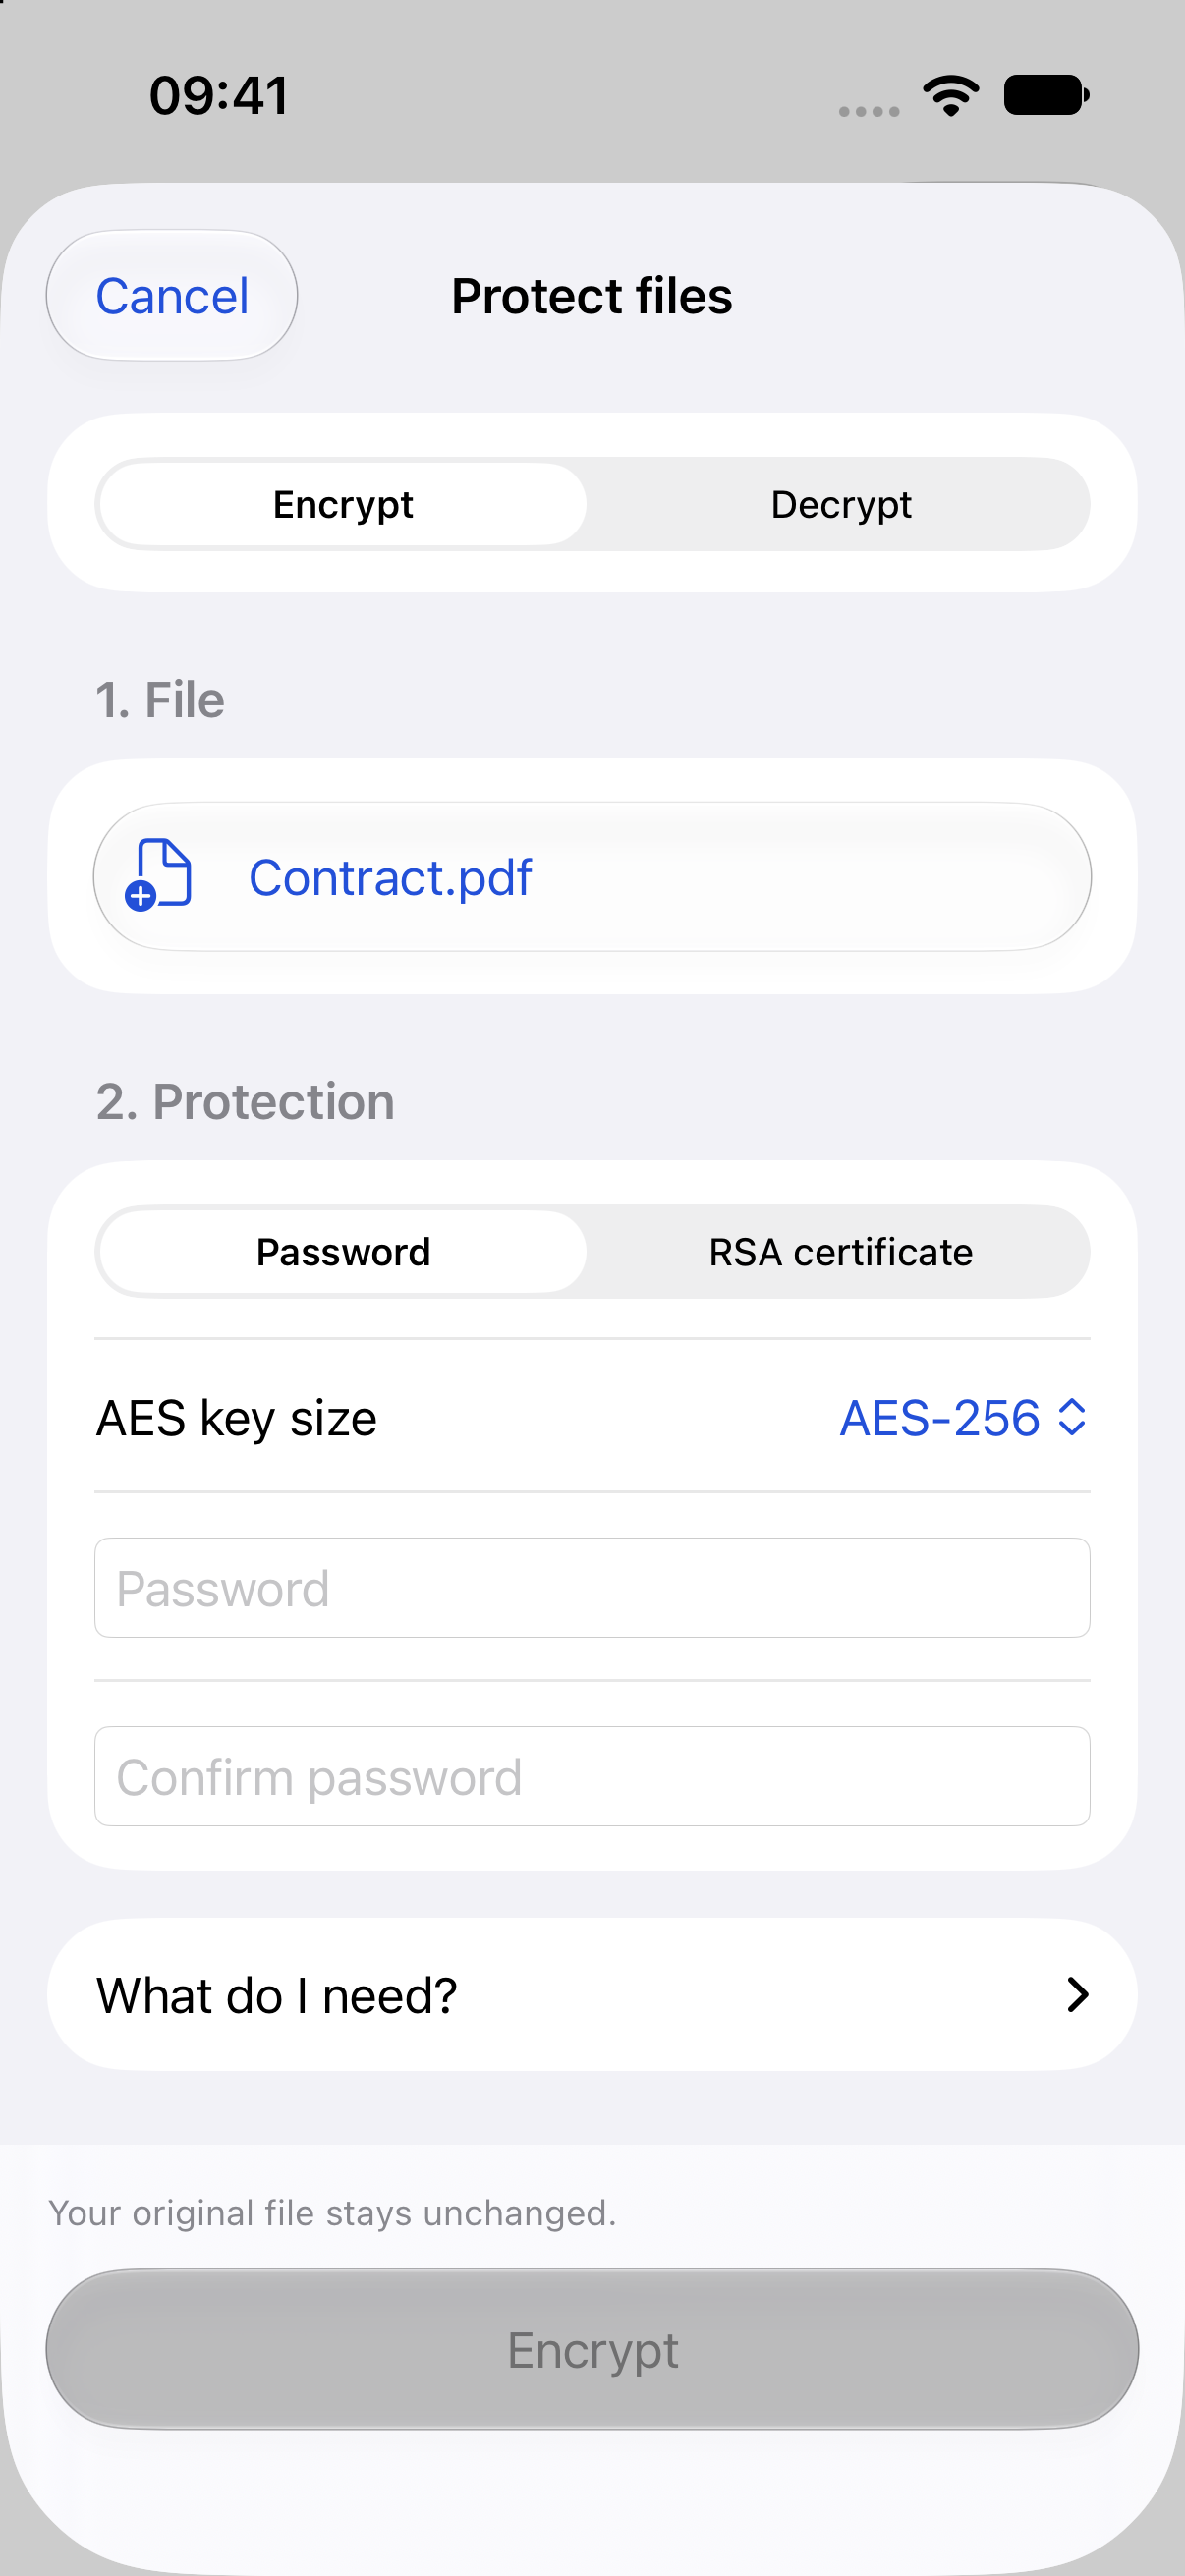 09:41
Cancel
Protect files
Encrypt
Decrypt
1. File
Contract.pdf
2. Protection
Password
RSA certificate
AES key size
AES-256
Password
Confirm password
What do I need?
Your original file stays unchanged.
Encrypt